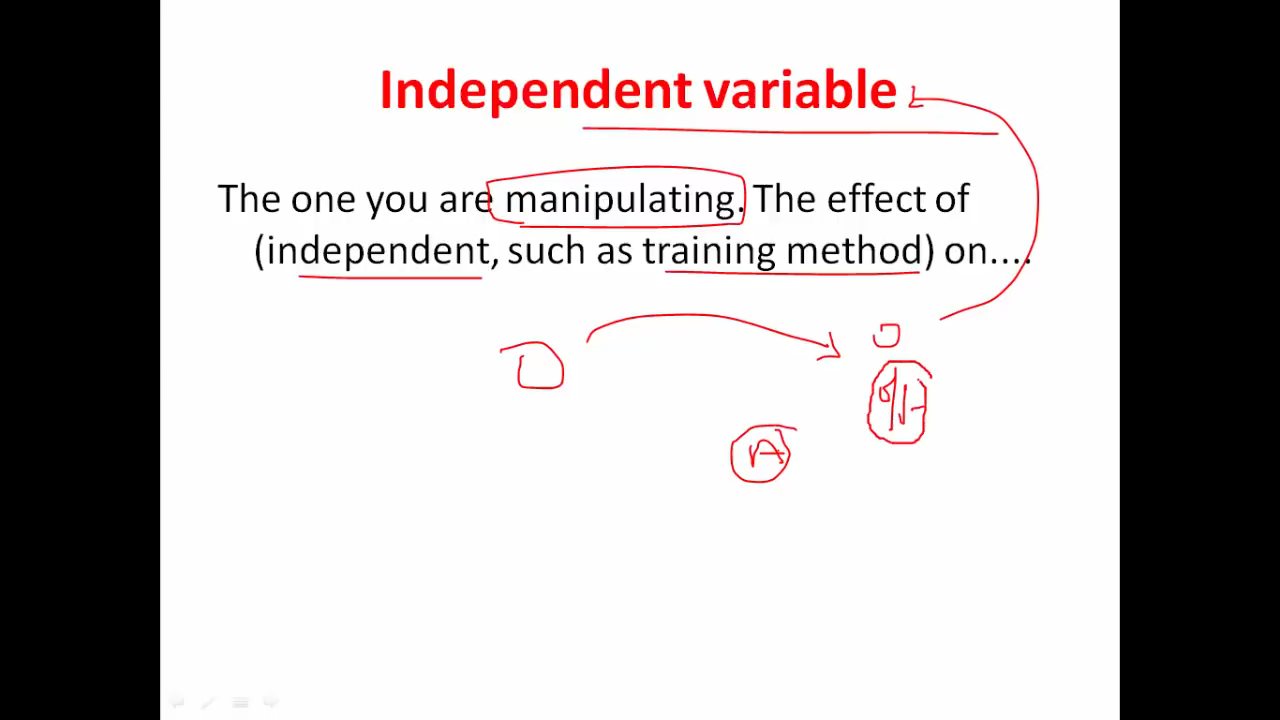 Independent variable
The one you are manipulating. The effect of
(independent, such as training method) on....
A